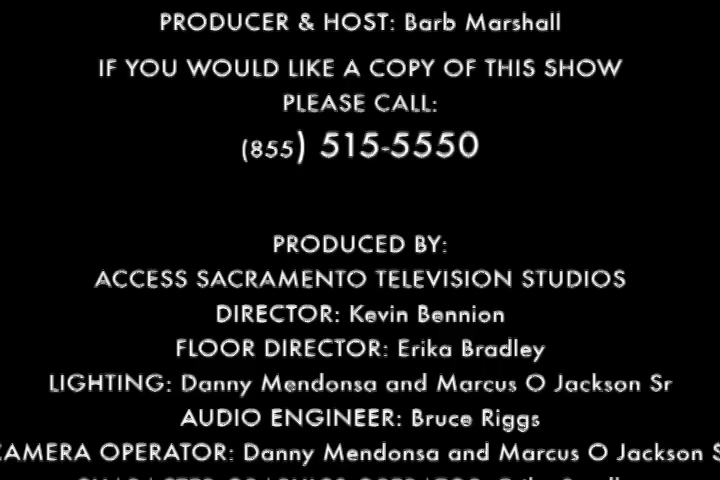 PRODUCER & HOST: Barb Marshall
IF YOU WOULD LIKE A COPY OF THIS SHOW
PLEASE CALL:
(855) 515-5550
PRODUCED BY:
ACCESS SACRAMENTO TELEVISION STUDIOS
DIRECTOR: Kevin Bennion
FLOOR DIRECTOR: Erika Bradley
LIGHTING: Danny Mendonsa and Marcus O Jackson Sr
AUDIO ENGINEER: Bruce Riggs
CAMERA OPERATOR: Danny Mendonsa and Marcus O Jackson S